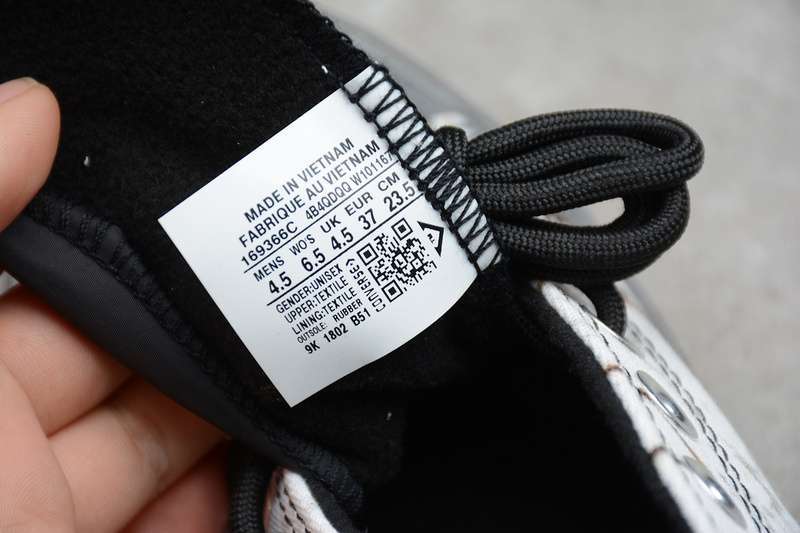 MADE IN VIETNAM
FABRIQUE AU VIETNAM
169366C 4B4QDQQ W101167
MENS WO'S UK EUR CM
4.5 6.5 4.5 37 23.5
GENDER:UNISEX
UPPER:TEXTILE
LINING:TEXTILE
OUTSOLE: RUBBER
9K 1802 B51